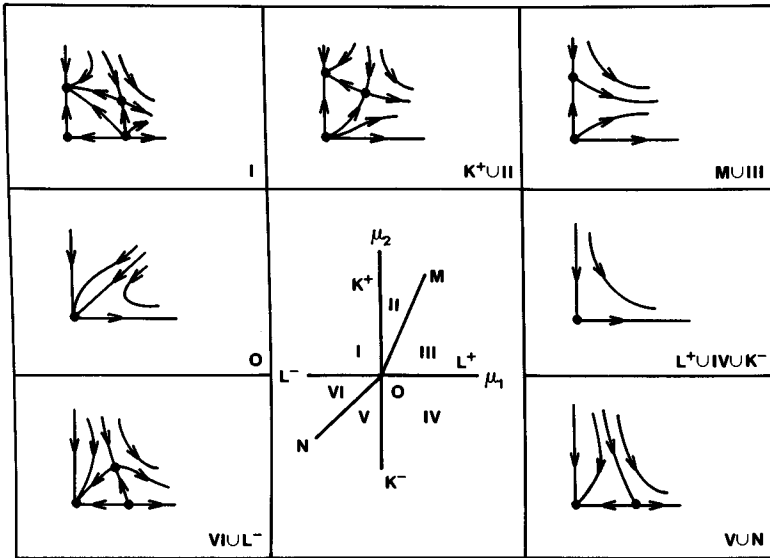 I
K⁺∪II
M∪III
O
μ₂
K⁺
M
II
I
III
L⁺
L⁻
μ₁
VI
O
N
V
IV
K⁻
L⁺∪IV∪K⁻
VI∪L⁻
V∪N